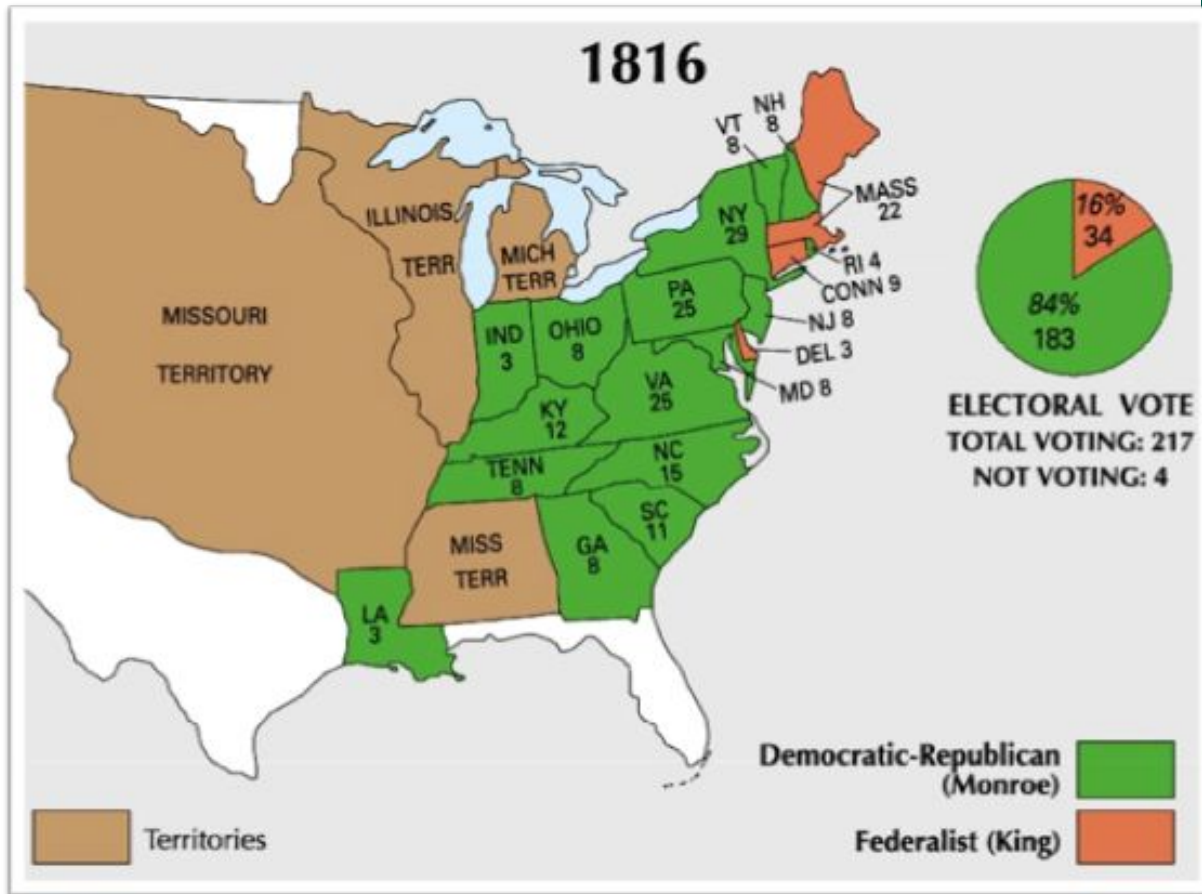 1816
NH
8
VT
8
MASS
22
NY
29
RI 4
CONN 9
NJ 8
DEL 3
MD 8
PA
25
ILLINOIS
TERR
MICH
TERR
MISSOURI
TERRITORY
IND
3
OHIO
8
VA
25
KY
12
TENN
8
NC
15
SC
11
MISS
TERR
GA
8
LA
3
16%
34
84%
183
ELECTORAL VOTE
TOTAL VOTING: 217
NOT VOTING: 4
Democratic-Republican
(Monroe)
Federalist (King)
Territories